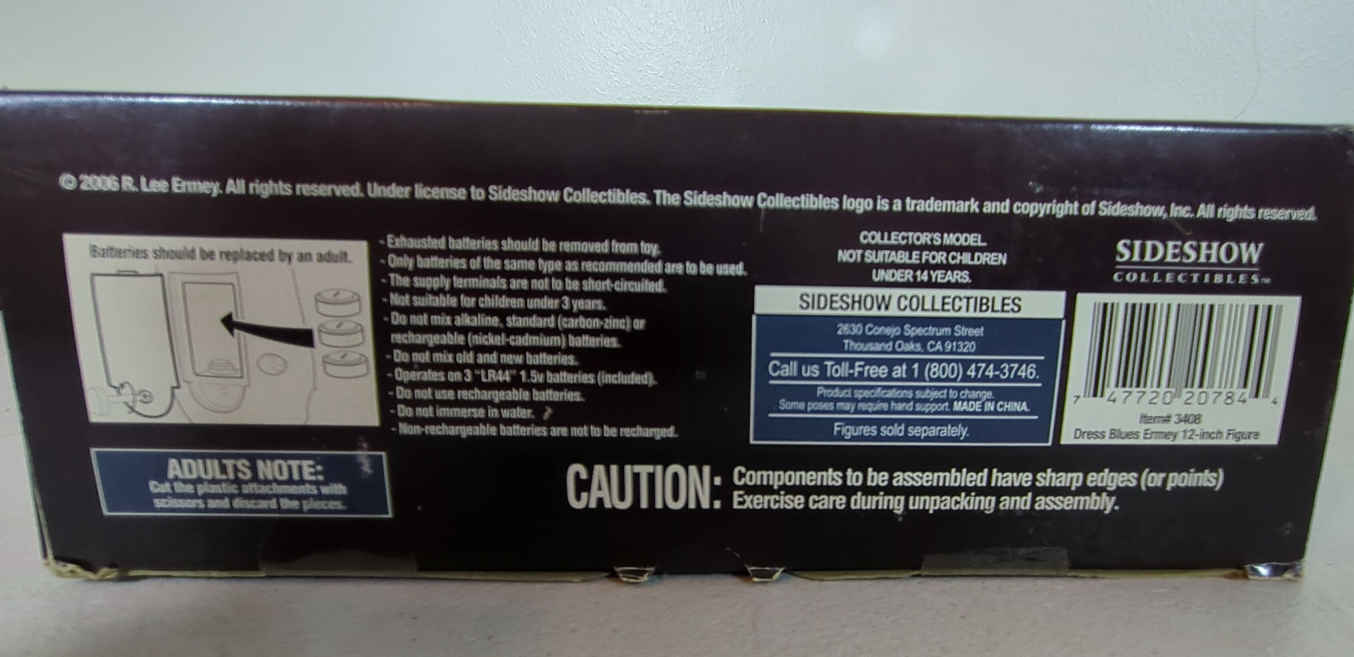 © 2006 R. Lee Ermey. All rights reserved. Under license to Sideshow Collectibles. The Sideshow Collectibles logo is a trademark and copyright of Sideshow, Inc. All rights reserved.
Batteries should be replaced by an adult.
- Exhausted batteries should be removed from toy.
- Only batteries of the same type as recommended are to be used.
- The supply terminals are not to be short-circuited.
- Not suitable for children under 3 years.
- Do not mix alkaline, standard (carbon-zinc) or
rechargeable (nickel-cadmium) batteries.
- Do not mix old and new batteries.
- Operates on 3 "LR44" 1.5v batteries (included).
- Do not use rechargeable batteries.
- Do not immerse in water.
- Non-rechargeable batteries are not to be recharged.
COLLECTOR'S MODEL.
NOT SUITABLE FOR CHILDREN
UNDER 14 YEARS.
SIDESHOW COLLECTIBLES
2630 Conejo Spectrum Street
Thousand Oaks, CA 91320
Call us Toll-Free at 1 (800) 474-3746.
Product specifications subject to change.
Some poses may require hand support. MADE IN CHINA.
Figures sold separately.
SIDESHOW
COLLECTIBLES™
7 47720 20784 4
Item# 3408
Dress Blues Ermey 12-inch Figure
ADULTS NOTE:
Cut the plastic attachments with
scissors and discard the pieces.
CAUTION: Components to be assembled have sharp edges (or points)
Exercise care during unpacking and assembly.